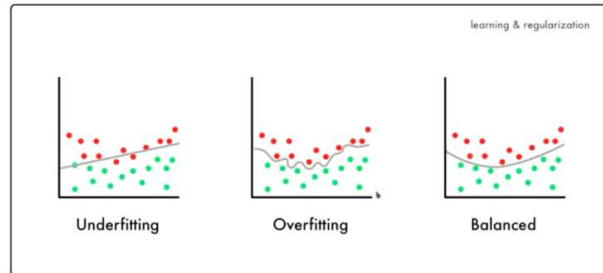 learning & regularization
Underfitting
Overfitting
Balanced